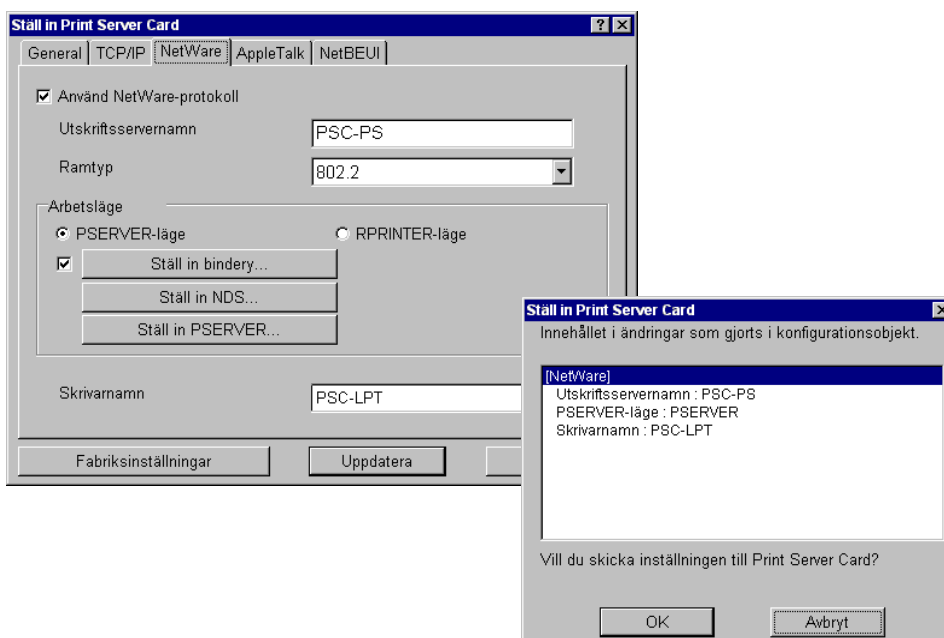 Ställ in Print Server Card
General TCP/IP NetWare AppleTalk NetBEUI
Använd NetWare-protokoll
Utskriftsservernamn PSC-PS
Ramtyp 802.2
Arbetsläge
PSERVER-läge RPRINTER-läge
Ställ in bindery...
Ställ in NDS...
Ställ in PSERVER...
Skrivarnamn PSC-LPT
Fabriksinställningar Uppdatera
Ställ in Print Server Card
Innehållet i ändringar som gjorts i konfigurationsobjekt.
[NetWare]
Utskriftsservernamn : PSC-PS
PSERVER-läge : PSERVER
Skrivarnamn : PSC-LPT
Vill du skicka inställningen till Print Server Card?
OK Avbryt